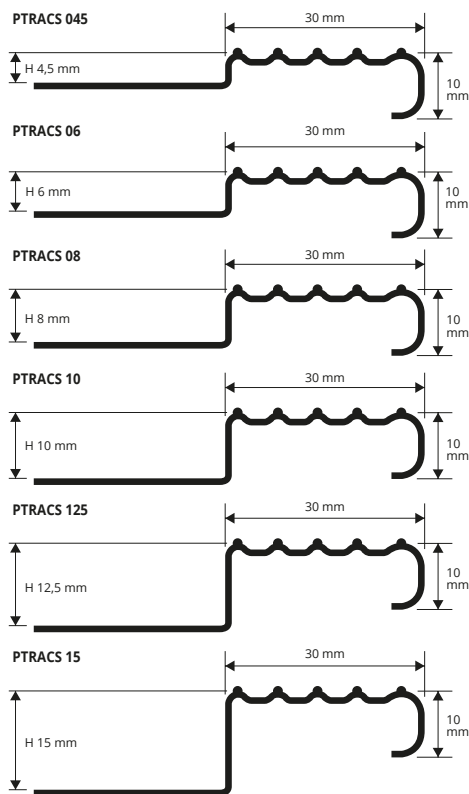 PTRACS 045
30 mm
H 4,5 mm
10
mm
PTRACS 06
30 mm
H 6 mm
10
mm
PTRACS 08
30 mm
H 8 mm
10
mm
PTRACS 10
30 mm
H 10 mm
10
mm
PTRACS 125
30 mm
H 12,5 mm
10
mm
PTRACS 15
30 mm
H 15 mm
10
mm